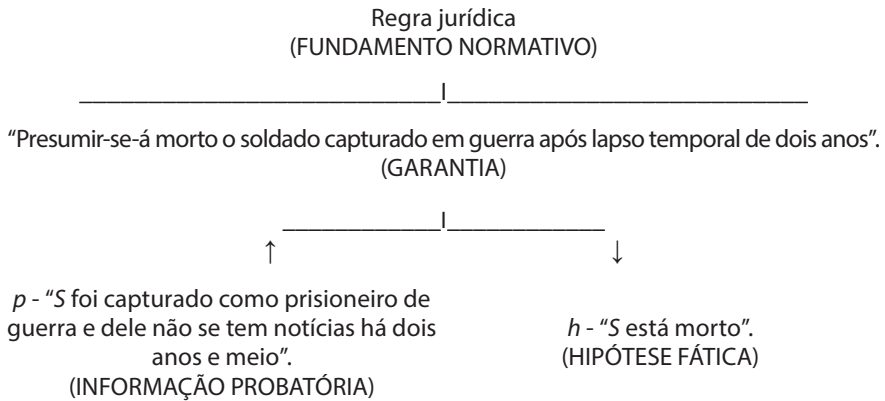 Regra jurídica
(FUNDAMENTO NORMATIVO)
__________________________I__________________________
“Presumir-se-á morto o soldado capturado em guerra após lapso temporal de dois anos”.
(GARANTIA)
____________I____________
↑ ↓
p - “S foi capturado como prisioneiro de
guerra e dele não se tem notícias há dois
anos e meio”.
(INFORMAÇÃO PROBATÓRIA)
h - “S está morto”.
(HIPÓTESE FÁTICA)